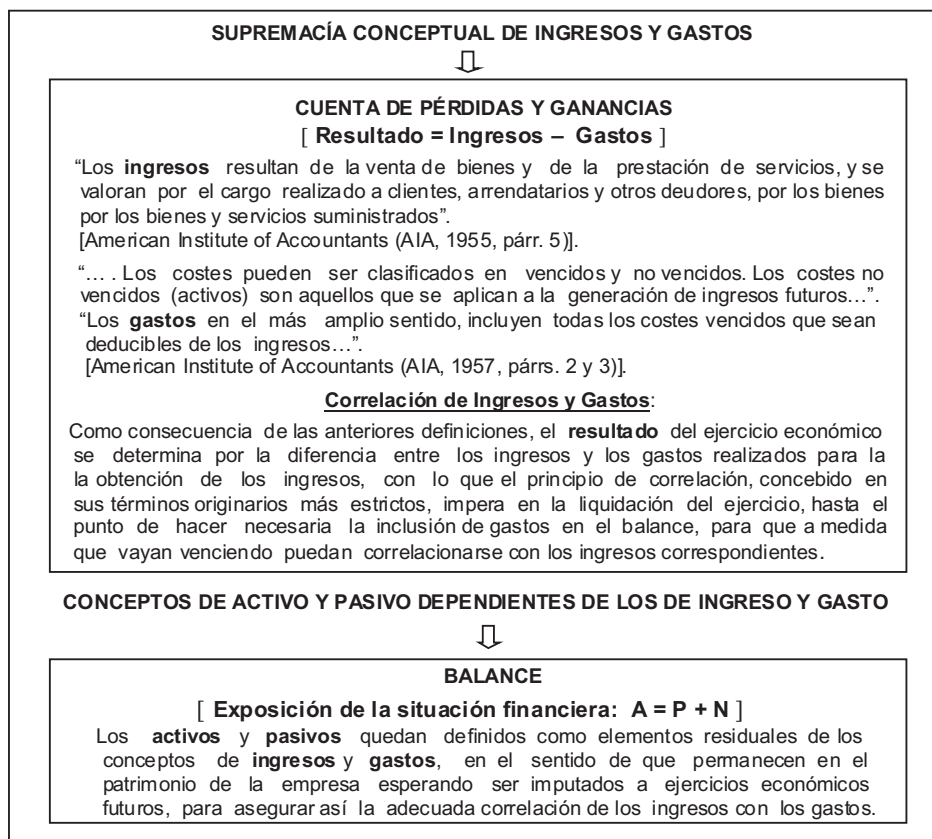 SUPREMACÍA CONCEPTUAL DE INGRESOS Y GASTOS
CUENTA DE PÉRDIDAS Y GANANCIAS
[ Resultado = Ingresos – Gastos ]
“Los ingresos resultan de la venta de bienes y de la prestación de servicios, y se
valoran por el cargo realizado a clientes, arrendatarios y otros deudores, por los bienes
por los bienes y servicios suministrados”.
[American Institute of Accountants (AIA, 1955, párr. 5)].
“… . Los costes pueden ser clasificados en vencidos y no vencidos. Los costes no
vencidos (activos) son aquellos que se aplican a la generación de ingresos futuros…”.
“Los gastos en el más amplio sentido, incluyen todas los costes vencidos que sean
deducibles de los ingresos…”.
[American Institute of Accountants (AIA, 1957, párrs. 2 y 3)].
Correlación de Ingresos y Gastos:
Como consecuencia de las anteriores definiciones, el resultado del ejercicio económico
se determina por la diferencia entre los ingresos y los gastos realizados para la
la obtención de los ingresos, con lo que el principio de correlación, concebido en
sus términos originarios más estrictos, impera en la liquidación del ejercicio, hasta el
punto de hacer necesaria la inclusión de gastos en el balance, para que a medida
que vayan venciendo puedan correlacionarse con los ingresos correspondientes.
CONCEPTOS DE ACTIVO Y PASIVO DEPENDIENTES DE LOS DE INGRESO Y GASTO
BALANCE
[ Exposición de la situación financiera: A = P + N ]
Los activos y pasivos quedan definidos como elementos residuales de los
conceptos de ingresos y gastos, en el sentido de que permanecen en el
patrimonio de la empresa esperando ser imputados a ejercicios económicos
futuros, para asegurar así la adecuada correlación de los ingresos con los gastos.